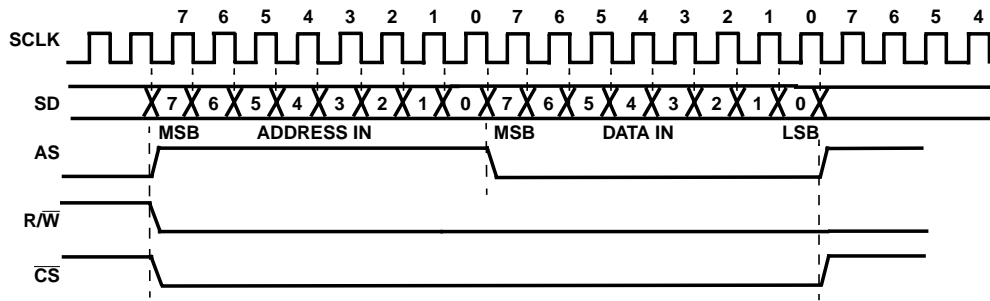 7 6 5 4 3 2 1 0 7 6 5 4 3 2 1 0 7 6 5 4
SCLK
SD 7 6 5 4 3 2 1 0 7 6 5 4 3 2 1 0
MSB ADDRESS IN MSB DATA IN LSB
AS
R/W̅
C̅S̅